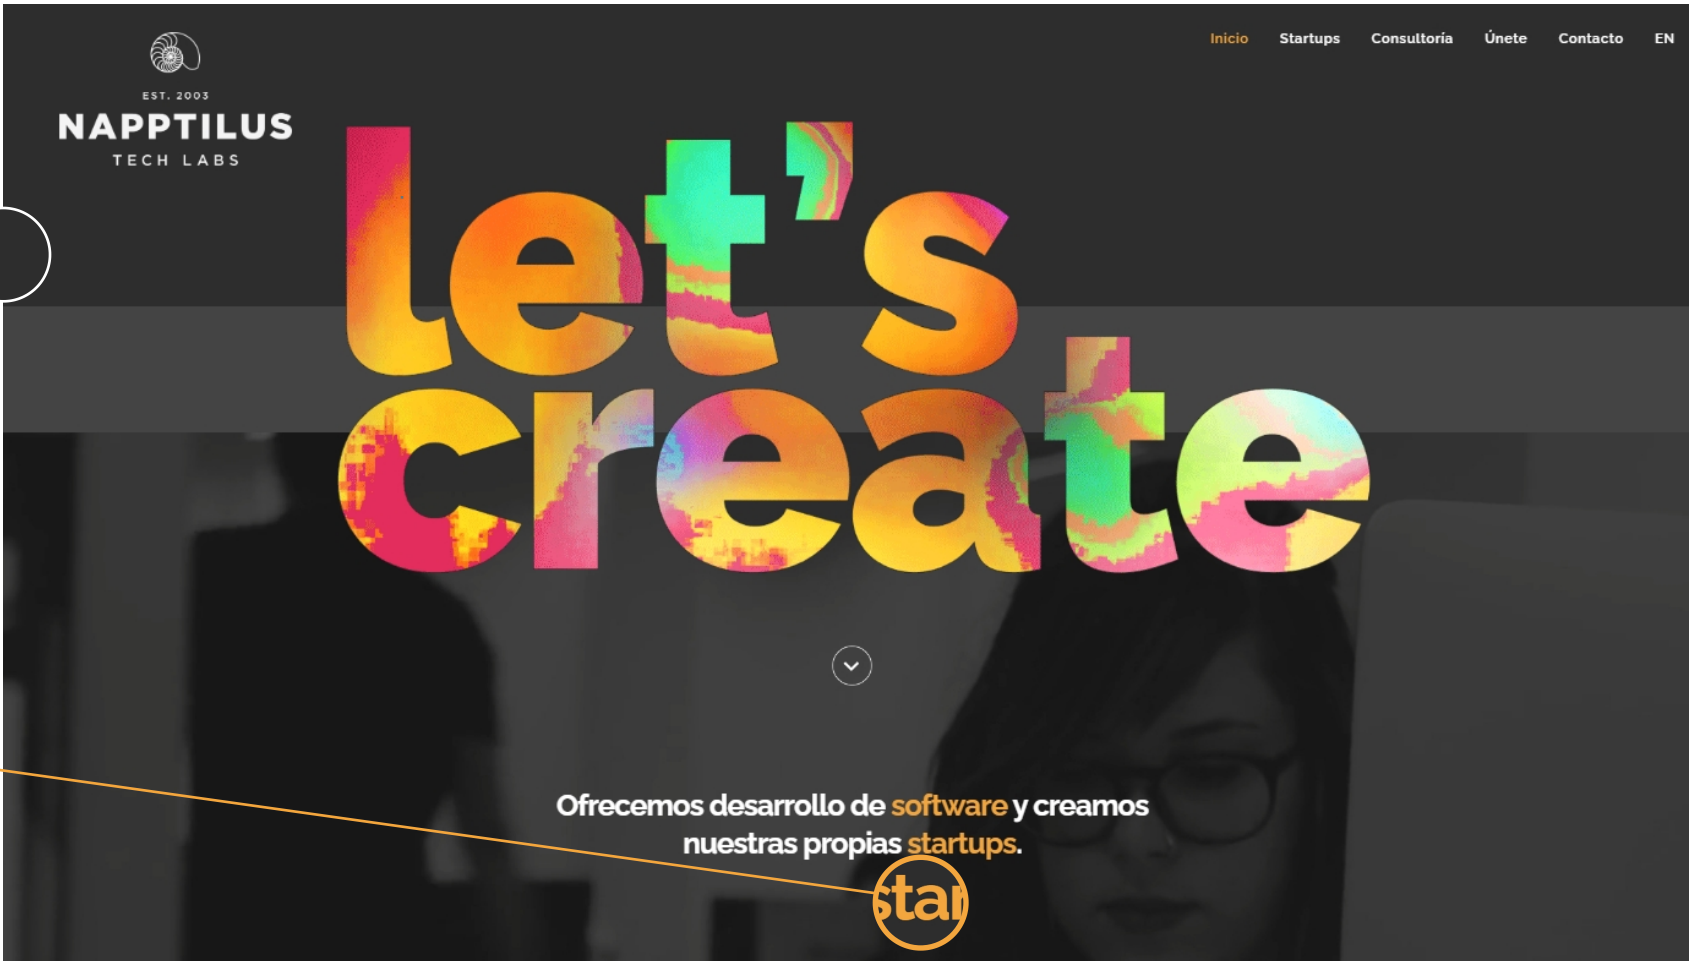 Inicio Startups Consultoría Únete Contacto EN
EST. 2003
NAPPTILUS
TECH LABS
let's
create
Ofrecemos desarrollo de software y creamos
nuestras propias startups.
star